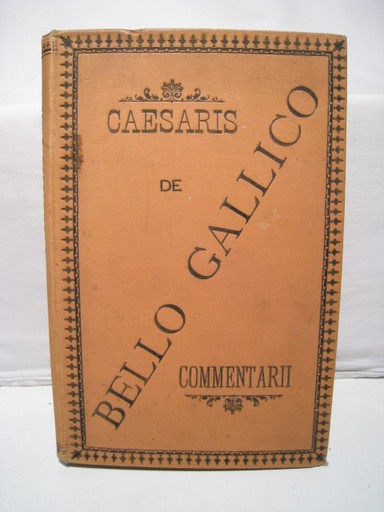 CAESARIS
DE
BELLO GALLICO
COMMENTARII